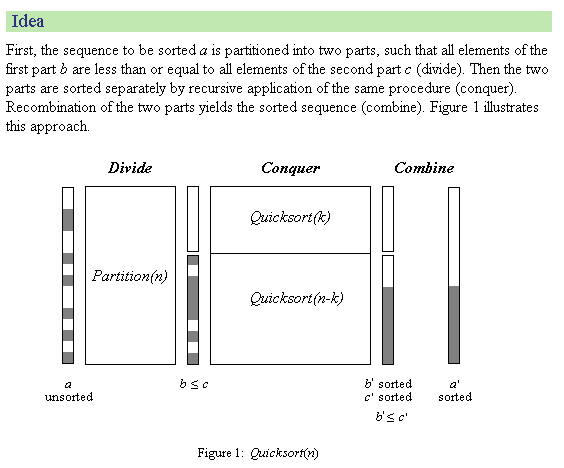 Idea
First, the sequence to be sorted a is partitioned into two parts, such that all elements of the
first part b are less than or equal to all elements of the second part c (divide). Then the two
parts are sorted separately by recursive application of the same procedure (conquer).
Recombination of the two parts yields the sorted sequence (combine). Figure 1 illustrates
this approach.
Divide Conquer Combine
Quicksort(k)
Partition(n)
Quicksort(n-k)
a b ≤ c b' sorted a'
unsorted c' sorted sorted
b' ≤ c'
Figure 1: Quicksort(n)